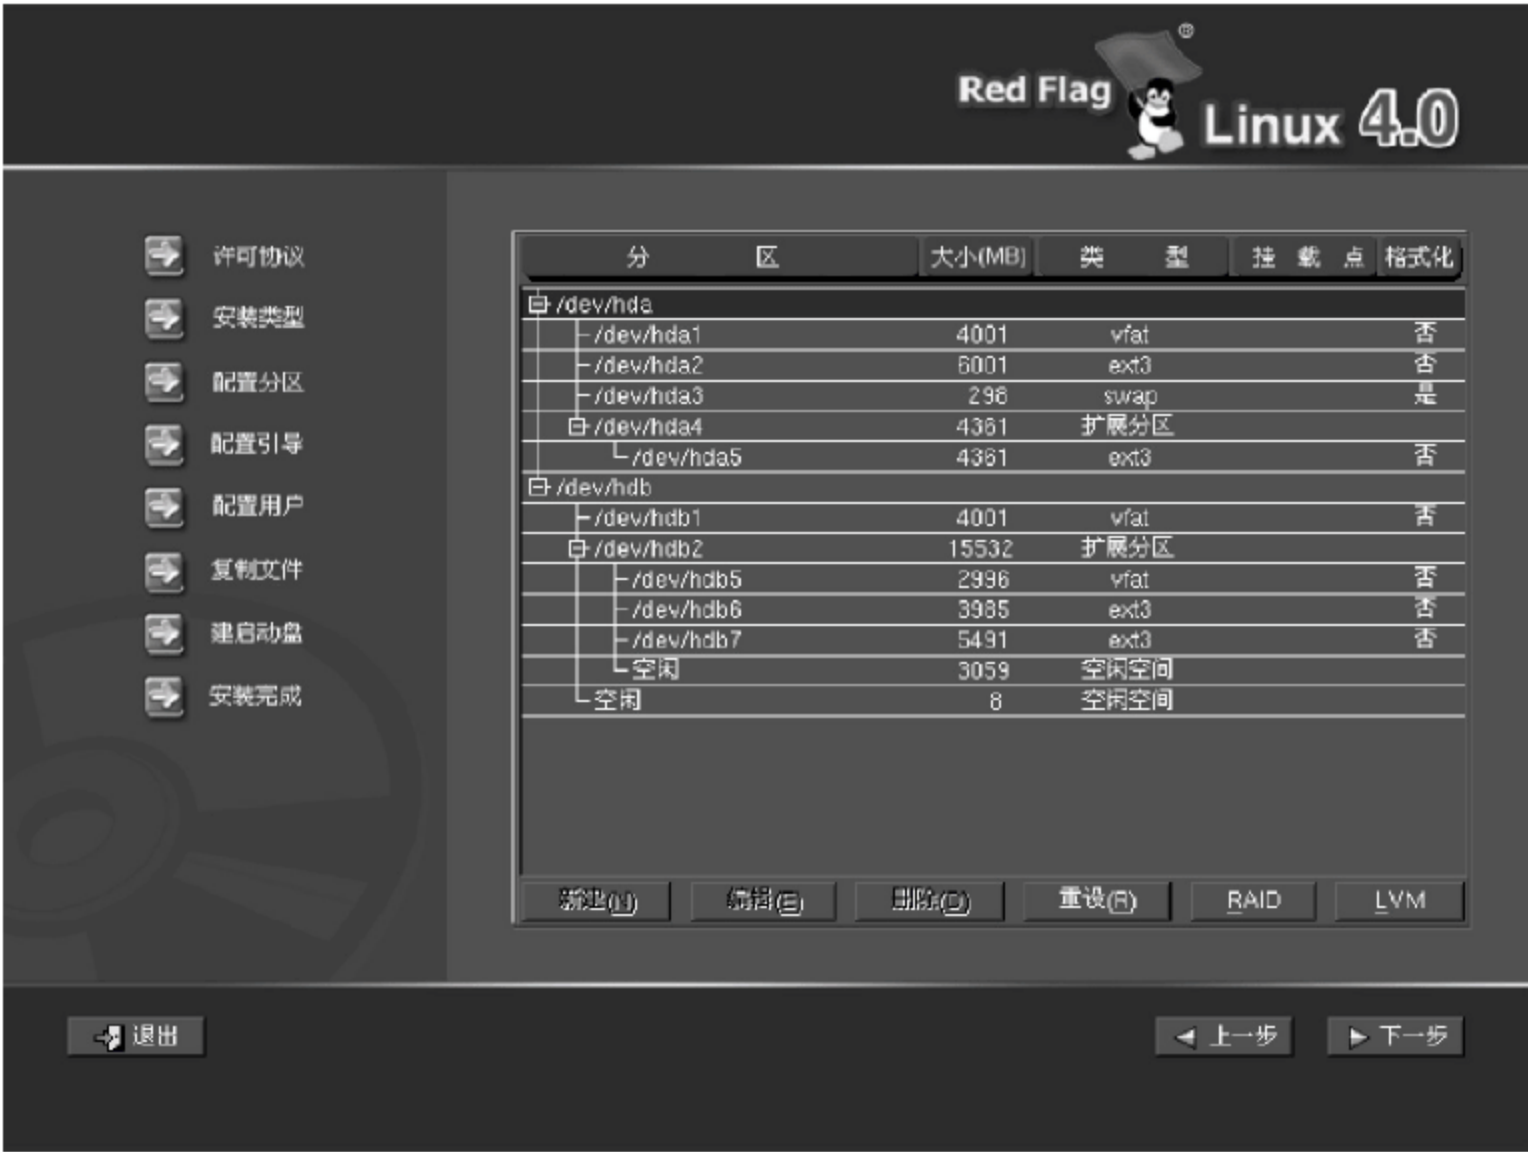 ®
Red Flag
Linux 4.0
许可协议
安装类型
配置分区
配置引导
配置用户
复制文件
建启动盘
安装完成
分 区 大小(MB) 类 型 挂 载 点 格式化
/dev/hda
/dev/hda1 4001 vfat 否
/dev/hda2 6001 ext3 否
/dev/hda3 298 swap 是
/dev/hda4 4361 扩展分区
/dev/hda5 4361 ext3 否
/dev/hdb
/dev/hdb1 4001 vfat 否
/dev/hdb2 15532 扩展分区
/dev/hdb5 2996 vfat 否
/dev/hdb6 3985 ext3 否
/dev/hdb7 5491 ext3 否
空闲 3059 空闲空间
空闲 8 空闲空间
新建(N) 编辑(E) 删除(D) 重设(R) RAID LVM
退出 上一步 下一步